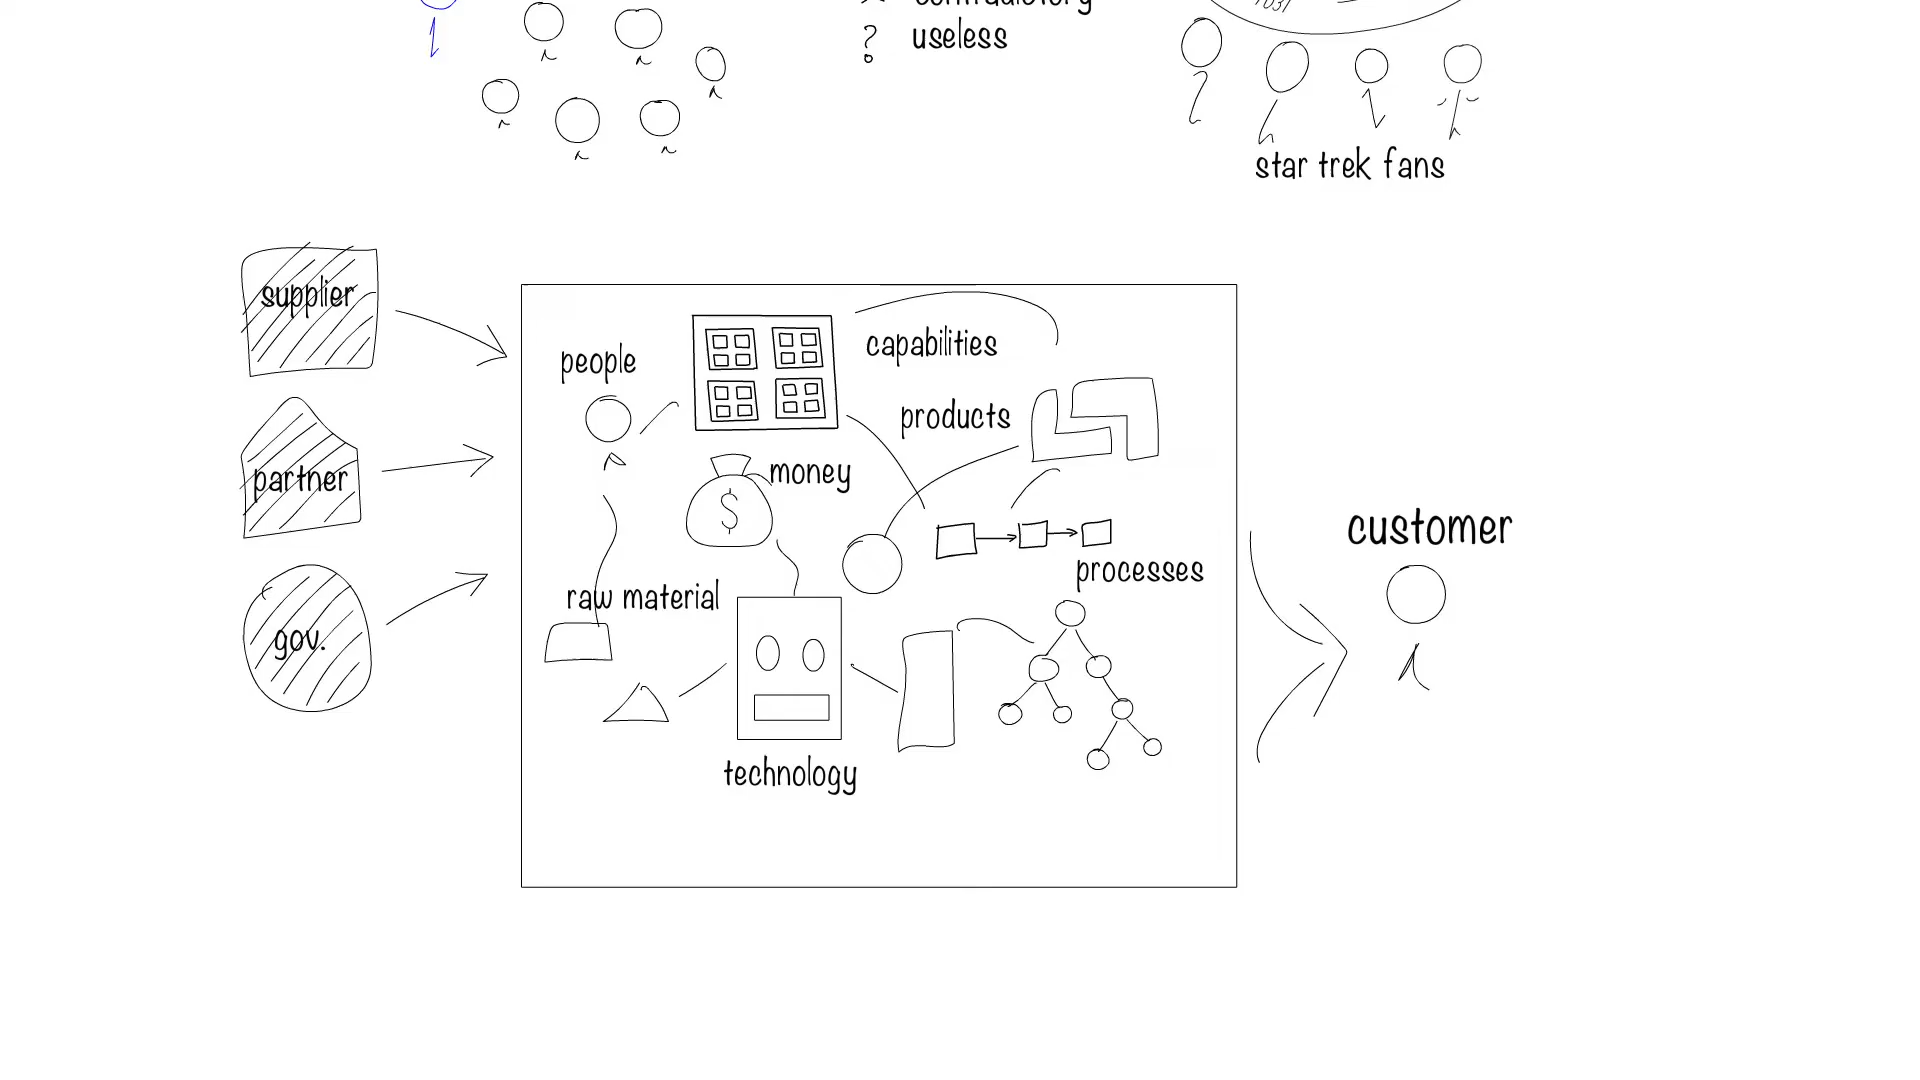 useless
star trek fans
supplier
people
capabilities
products
partner
money
$
customer
processes
raw material
gov.
technology